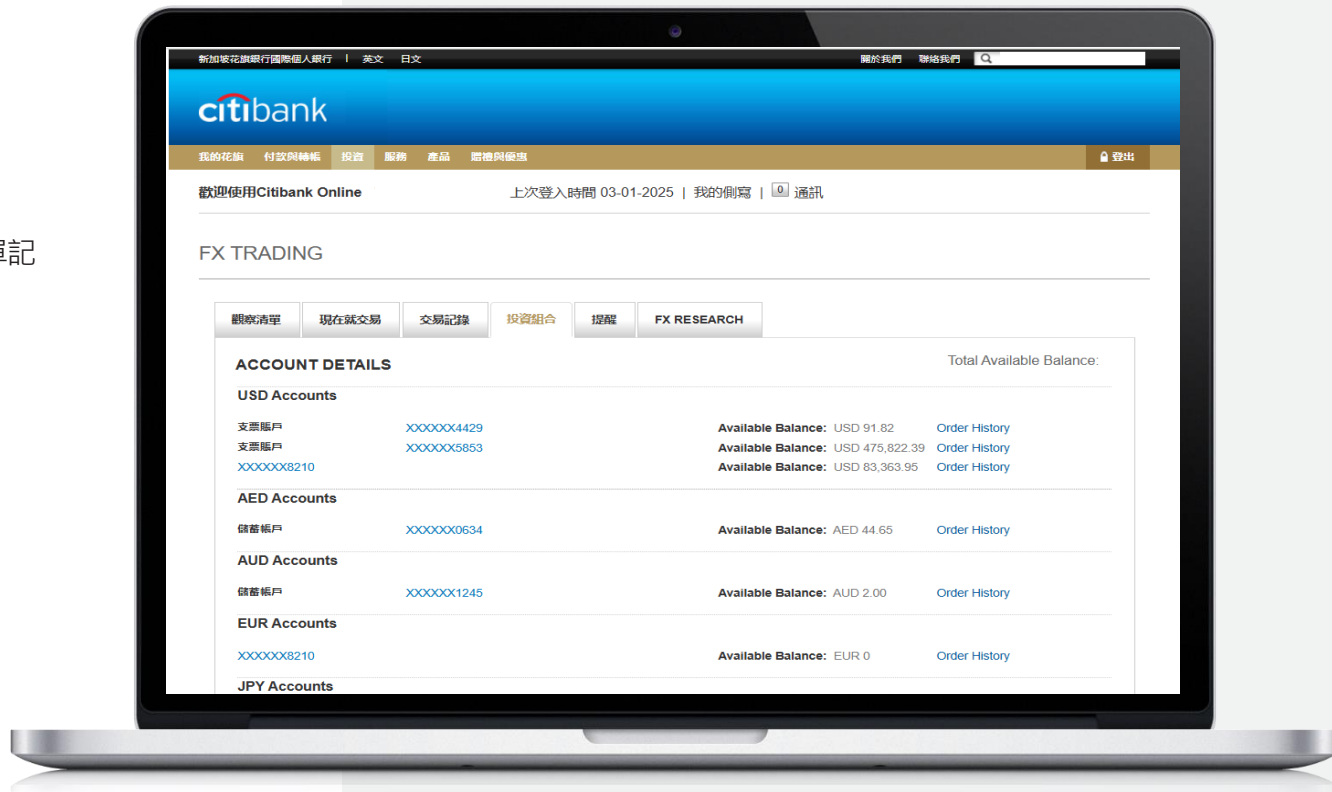 新加坡花旗銀行國際個人銀行 | 英文 日文 關於我們 聯絡我們
citibank
我的花旗 付款與轉帳 投資 服務 產品 贈禮與優惠 登出
歡迎使用Citibank Online 上次登入時間 03-01-2025 | 我的側寫 | 0 通訊
單記
FX TRADING
觀察清單 現在就交易 交易記錄 投資組合 提醒 FX RESEARCH
ACCOUNT DETAILS Total Available Balance:
USD Accounts
支票賬戶 XXXXXX4429 Available Balance: USD 91.82 Order History
支票賬戶 XXXXXX5853 Available Balance: USD 475,822.39 Order History
XXXXXX8210 Available Balance: USD 83,363.95 Order History
AED Accounts
儲蓄帳戶 XXXXXX0634 Available Balance: AED 44.65 Order History
AUD Accounts
儲蓄帳戶 XXXXXX1245 Available Balance: AUD 2.00 Order History
EUR Accounts
XXXXXX8210 Available Balance: EUR 0 Order History
JPY Accounts